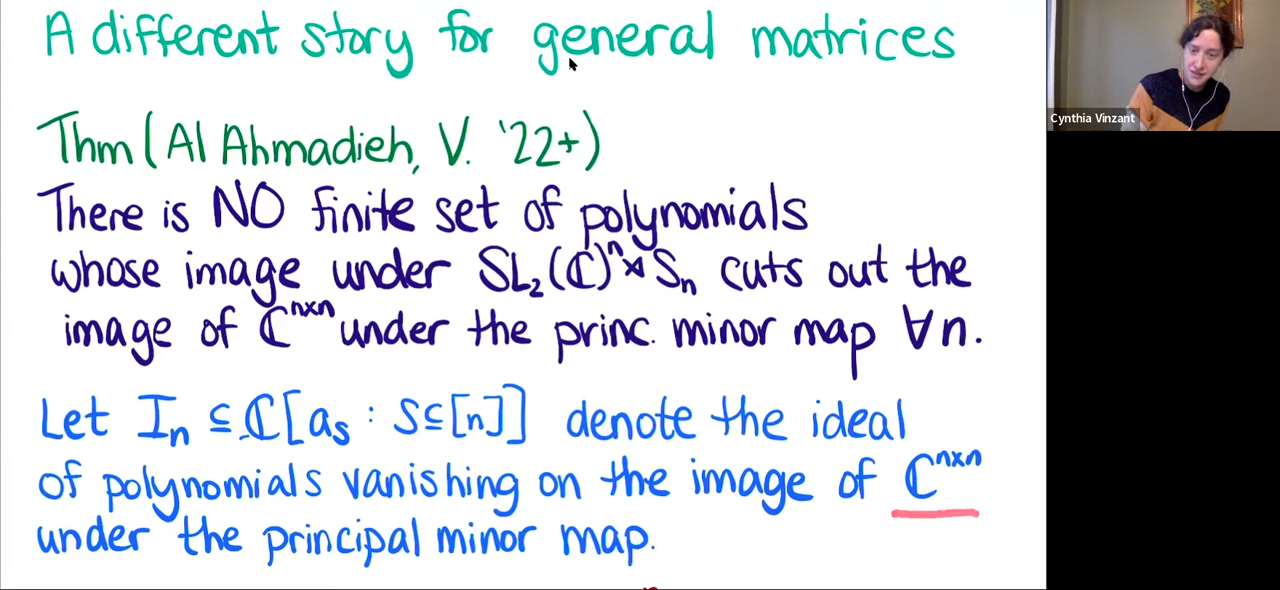 A different story for general matrices
Thm (Al Ahmadieh, V. '22+)
There is NO finite set of polynomials
whose image under SL₂(ℂ)ⁿ ⋊ Sₙ cuts out the
image of ℂⁿˣⁿ under the princ. minor map ∀n.
Let Iₙ ⊆ ℂ[a_S : S⊆[n]] denote the ideal
of polynomials vanishing on the image of ℂⁿˣⁿ
under the principal minor map.
Cynthia Vinzant